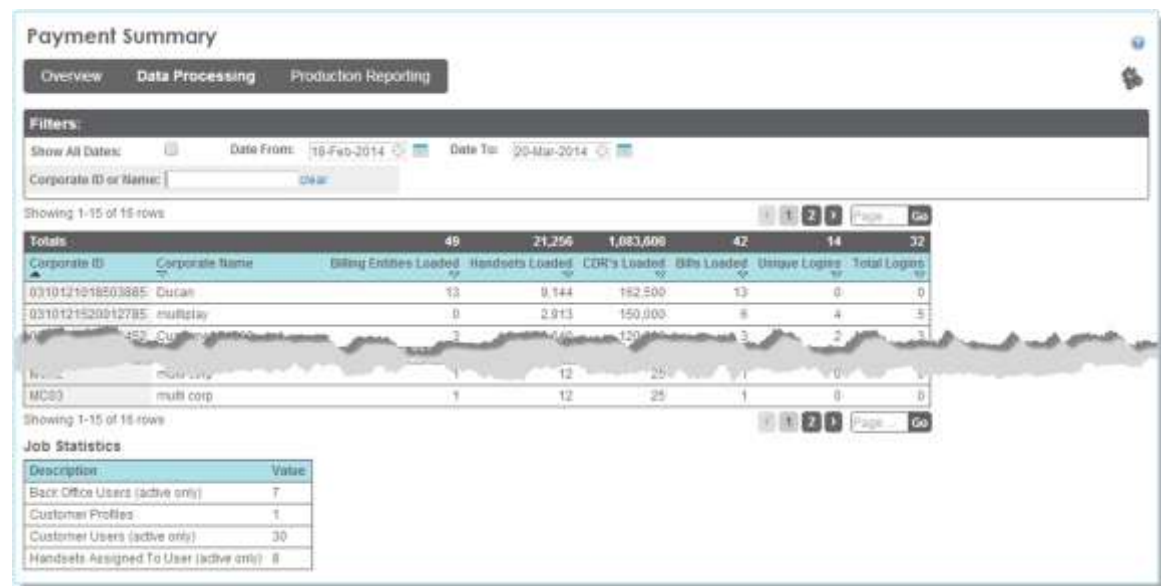 Payment Summary
Overview Data Processing Production Reporting
Filters:
Show All Dates: Date From: 18-Feb-2014 Date To: 20-Mar-2014
Corporate ID or Name: clear
Showing 1-15 of 16 rows
1 2 Page ... Go
Totals 49 21,256 1,083,606 42 14 32
Corporate ID Corporate Name Billing Entities Loaded Handsets Loaded CDR's Loaded Bills Loaded Unique Logins Total Logins
0310121018503885 Ducan 13 9,144 162,500 13 0 0
0310121520012785 multiplay 0 2,913 150,000 6 4 5
3 2 3
multi corp 1 12 25 1 0 0
MC03 multi corp 1 12 25 1 0 0
Showing 1-15 of 16 rows
1 2 Page ... Go
Job Statistics
Description Value
Back Office Users (active only) 7
Customer Profiles 1
Customer Users (active only) 30
Handsets Assigned To User (active only) 8